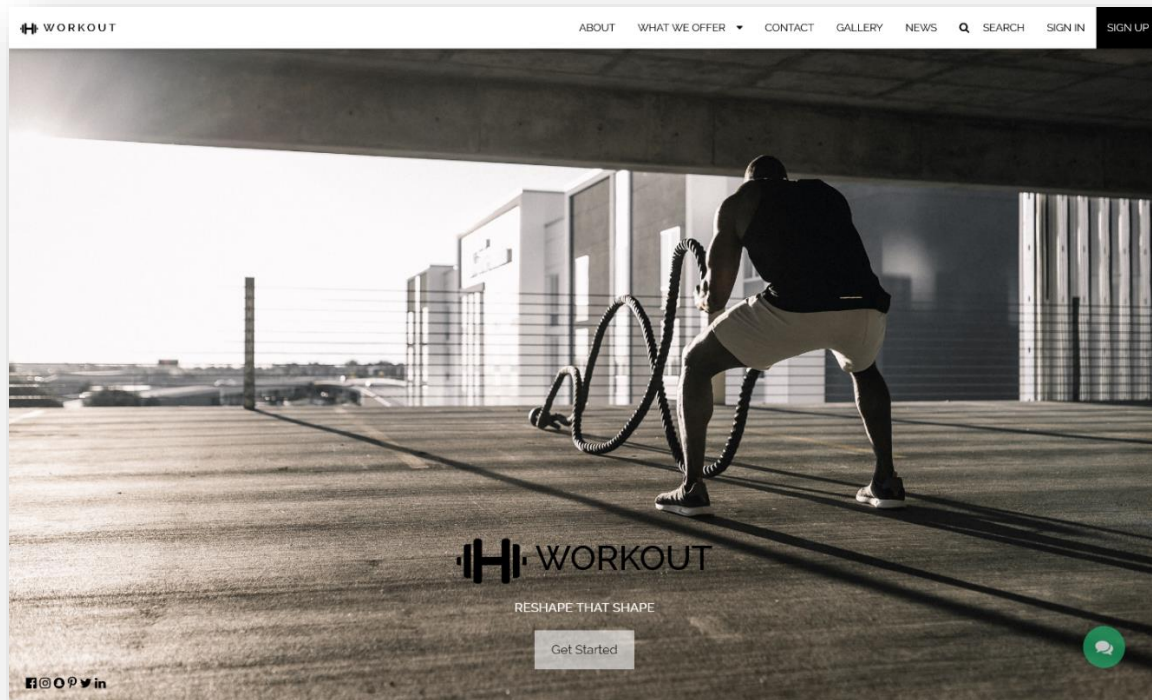 WORKOUT ABOUT WHAT WE OFFER CONTACT GALLERY NEWS SEARCH SIGN IN SIGN UP
WORKOUT
RESHAPE THAT SHAPE
Get Started